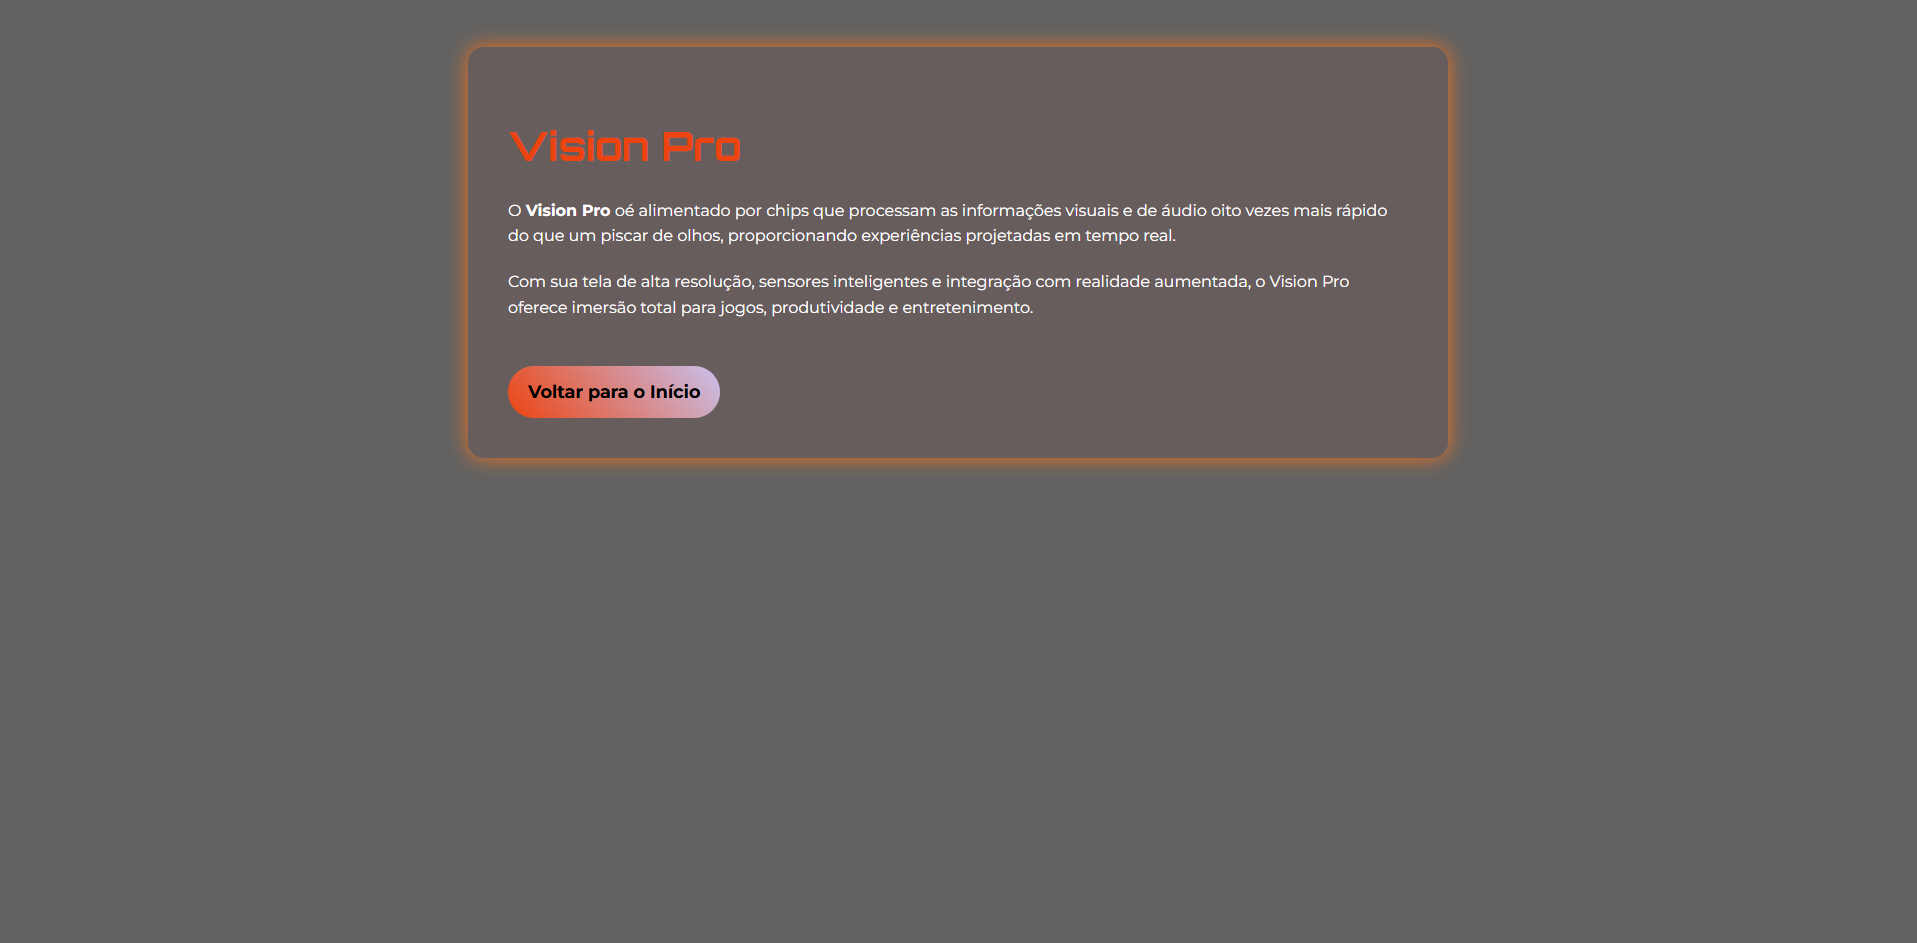 Vision Pro
O Vision Pro oé alimentado por chips que processam as informações visuais e de áudio oito vezes mais rápido
do que um piscar de olhos, proporcionando experiências projetadas em tempo real.
Com sua tela de alta resolução, sensores inteligentes e integração com realidade aumentada, o Vision Pro
oferece imersão total para jogos, produtividade e entretenimento.
Voltar para o Início